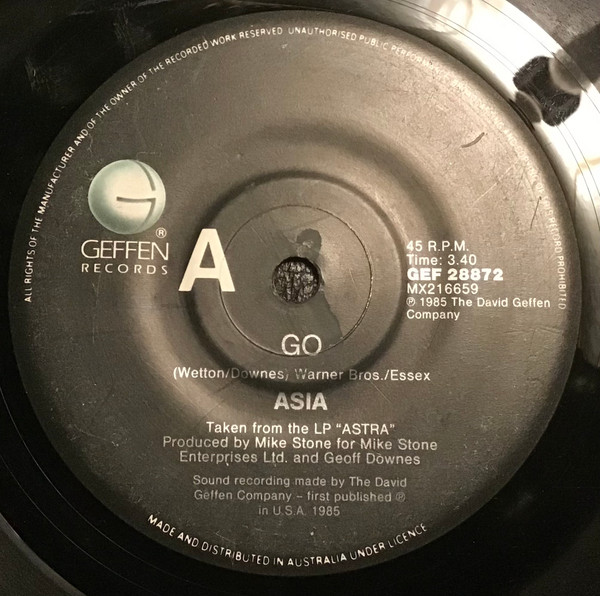 ALL RIGHTS OF THE MANUFACTURER AND OF THE OWNER OF THE RECORDED WORK RESERVED UNAUTHORISED PUBLIC
RECORD PROHIBITED
G
GEFFEN®
RECORDS
A
45 R.P.M.
Time: 3.40
GEF 28872
MX216659
℗ 1985 The David Geffen
Company
GO
(Wetton/Downes) Warner Bros./Essex
ASIA
Taken from the LP “ASTRA”
Produced by Mike Stone for Mike Stone
Enterprises Ltd. and Geoff Downes
Sound recording made by The David
Geffen Company – first published ℗
in U.S.A. 1985
MADE AND DISTRIBUTED IN AUSTRALIA UNDER LICENCE